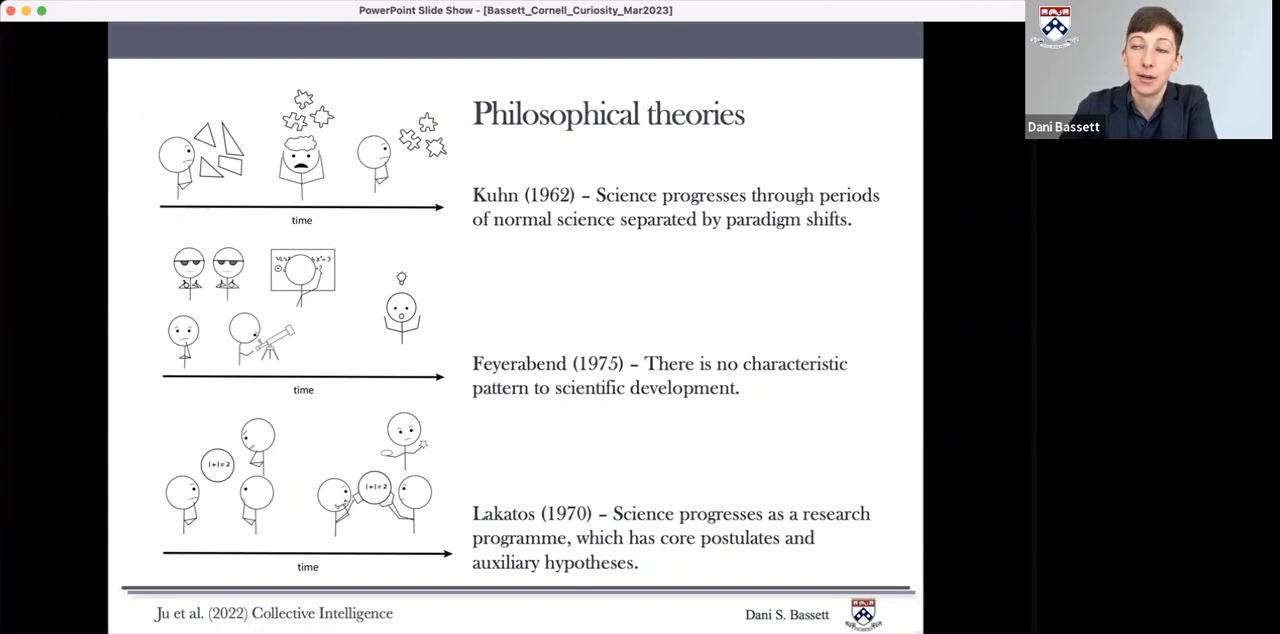 PowerPoint Slide Show - [Bassett_Cornell_Curiosity_Mar2023]
Dani Bassett
Philosophical theories
time
Kuhn (1962) – Science progresses through periods
of normal science separated by paradigm shifts.
time
Feyerabend (1975) – There is no characteristic
pattern to scientific development.
1+1=2
1+1=2
time
Lakatos (1970) – Science progresses as a research
programme, which has core postulates and
auxiliary hypotheses.
Ju et al. (2022) Collective Intelligence
Dani S. Bassett